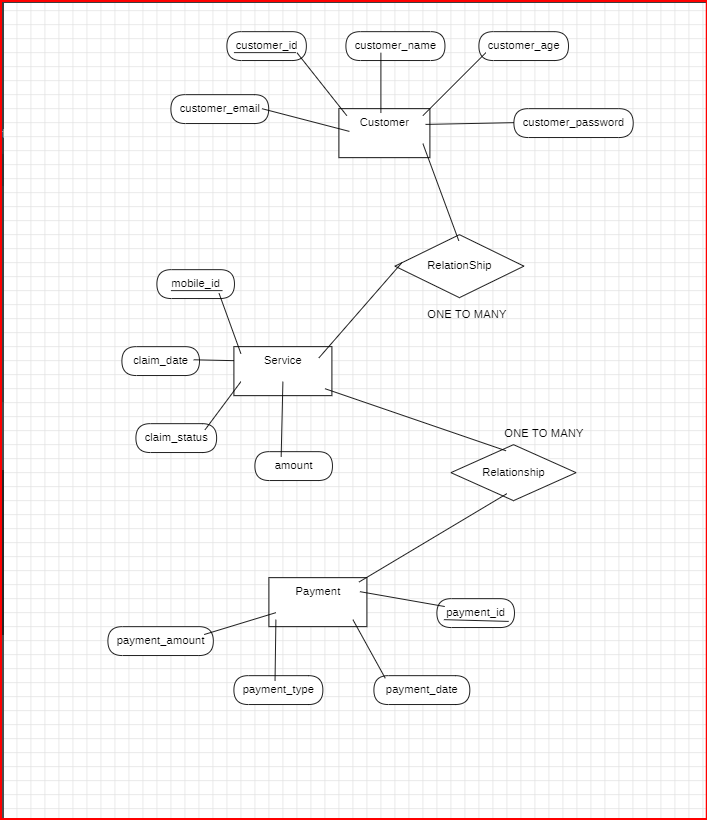 customer_id
customer_name
customer_age
customer_email
Customer
customer_password
RelationShip
mobile_id
ONE TO MANY
claim_date
Service
claim_status
ONE TO MANY
amount
Relationship
Payment
payment_id
payment_amount
payment_type
payment_date